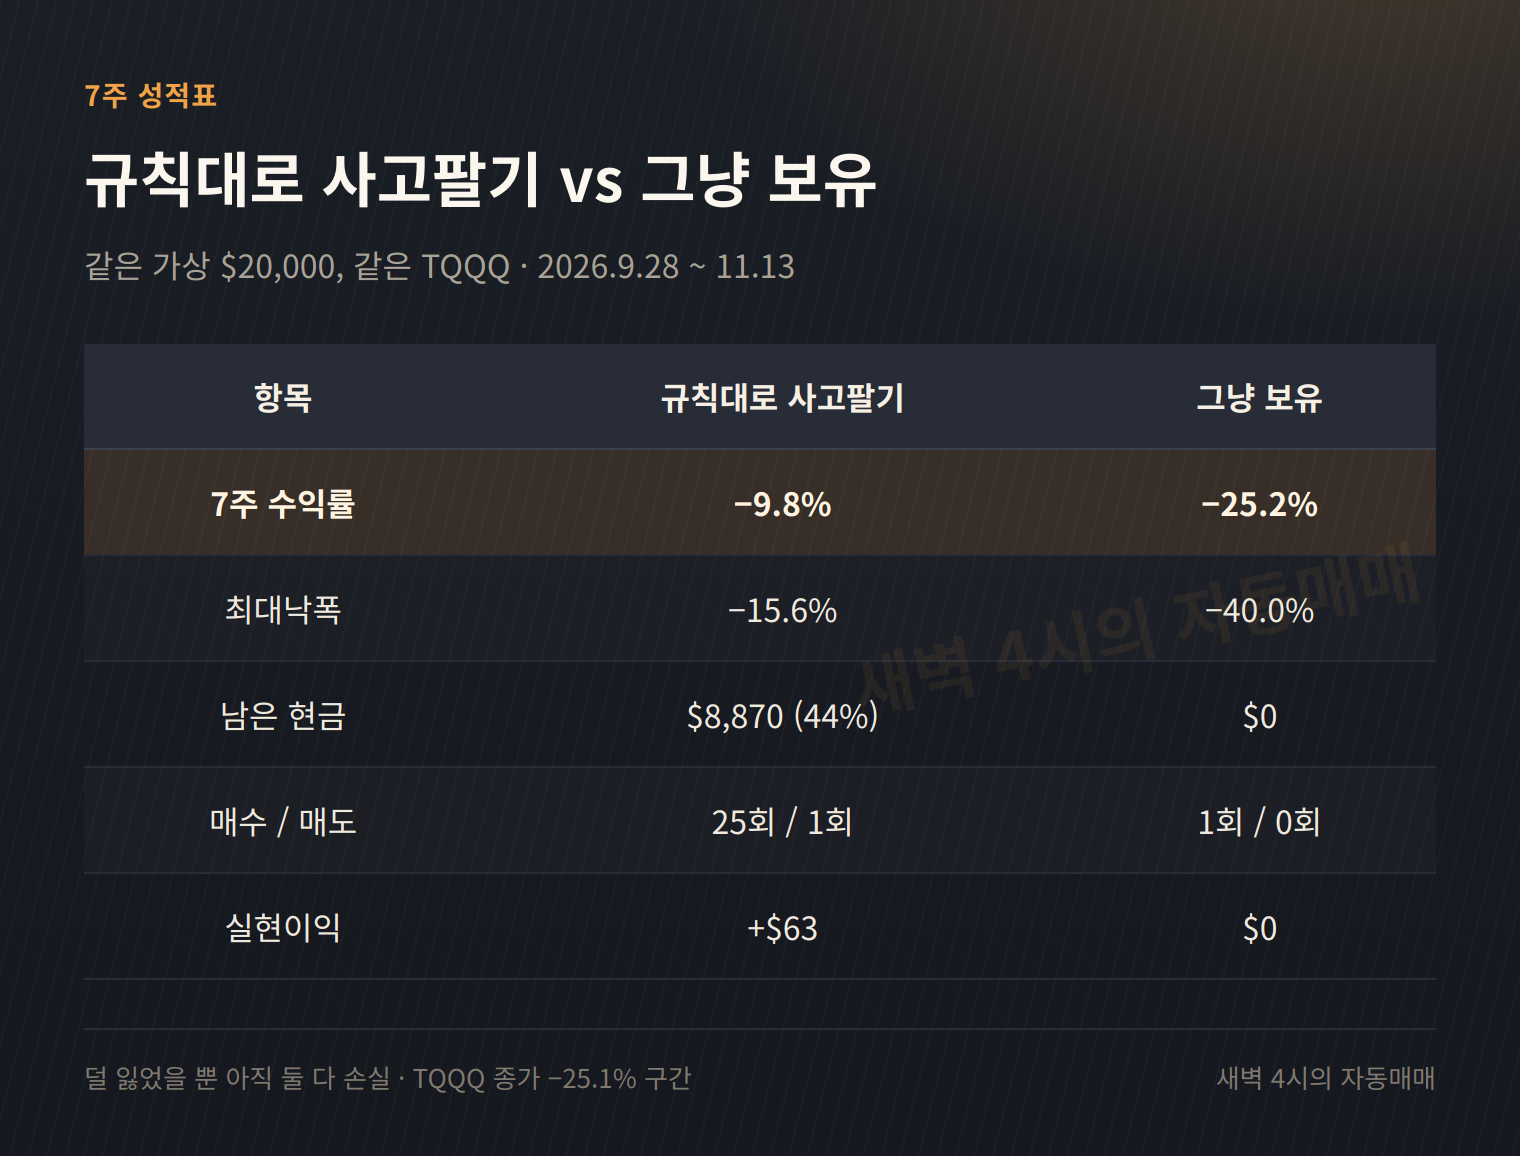 7주 성적표
규칙대로 사고팔기 vs 그냥 보유
같은 가상 $20,000, 같은 TQQQ · 2026.9.28 ~ 11.13
항목 규칙대로 사고팔기 그냥 보유
7주 수익률 −9.8% −25.2%
최대낙폭 −15.6% −40.0%
새벽 4시의 자동매매
남은 현금 $8,870 (44%) $0
매수 / 매도 25회 / 1회 1회 / 0회
실현이익 +$63 $0
덜 잃었을 뿐 아직 둘 다 손실 · TQQQ 종가 −25.1% 구간 새벽 4시의 자동매매